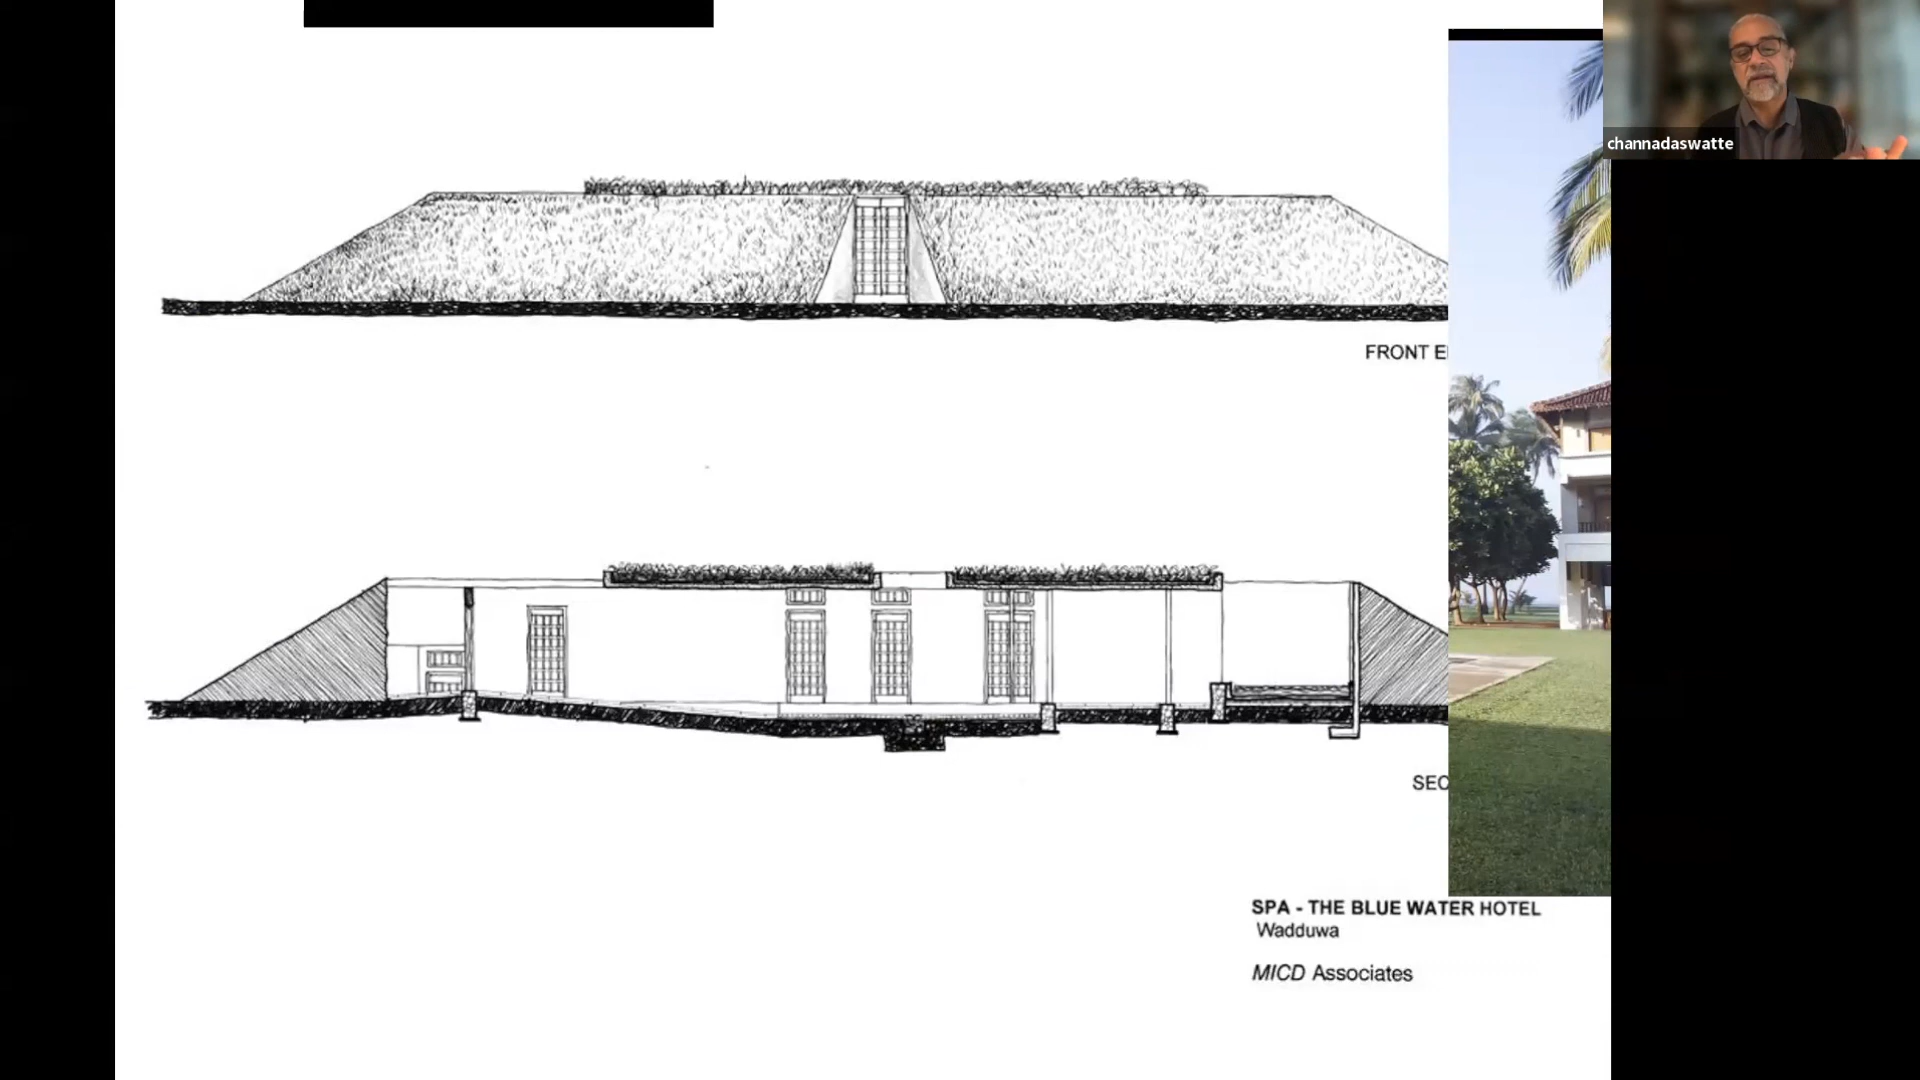 channadaswatte
FRONT E
SEC
SPA - THE BLUE WATER HOTEL
Wadduwa
MICD Associates